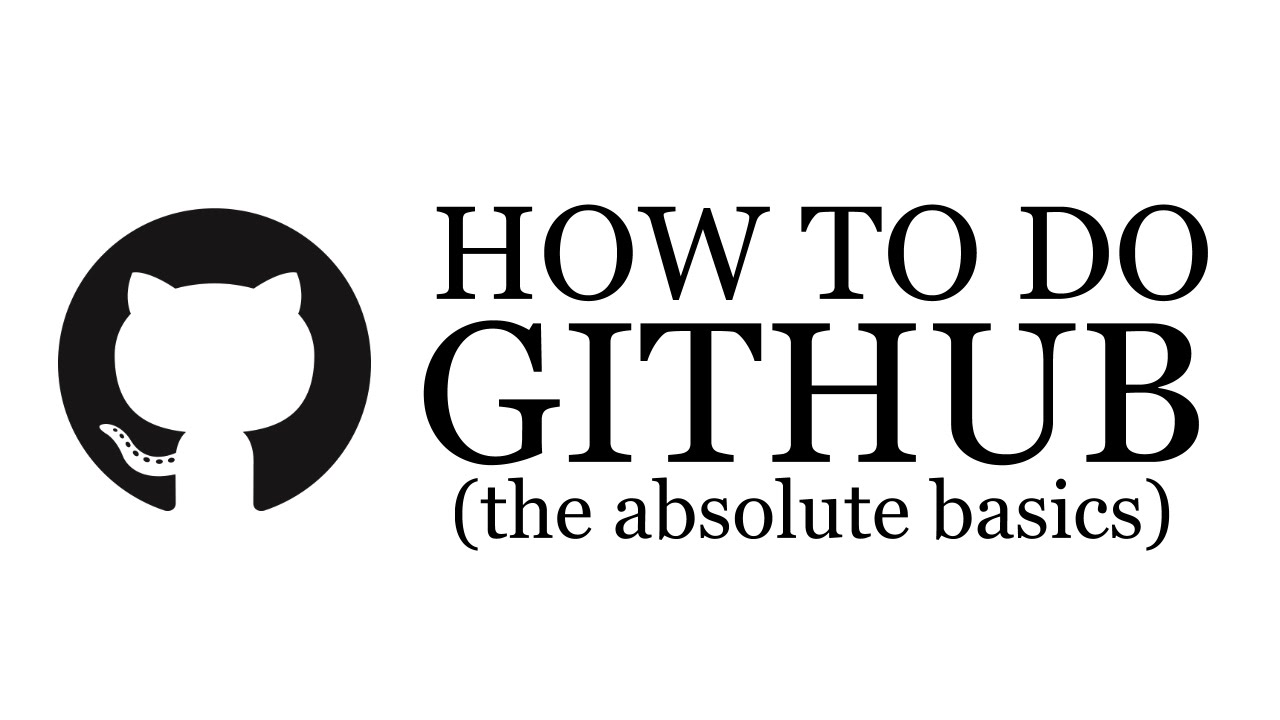 HOW TO DO
GITHUB
(the absolute basics)